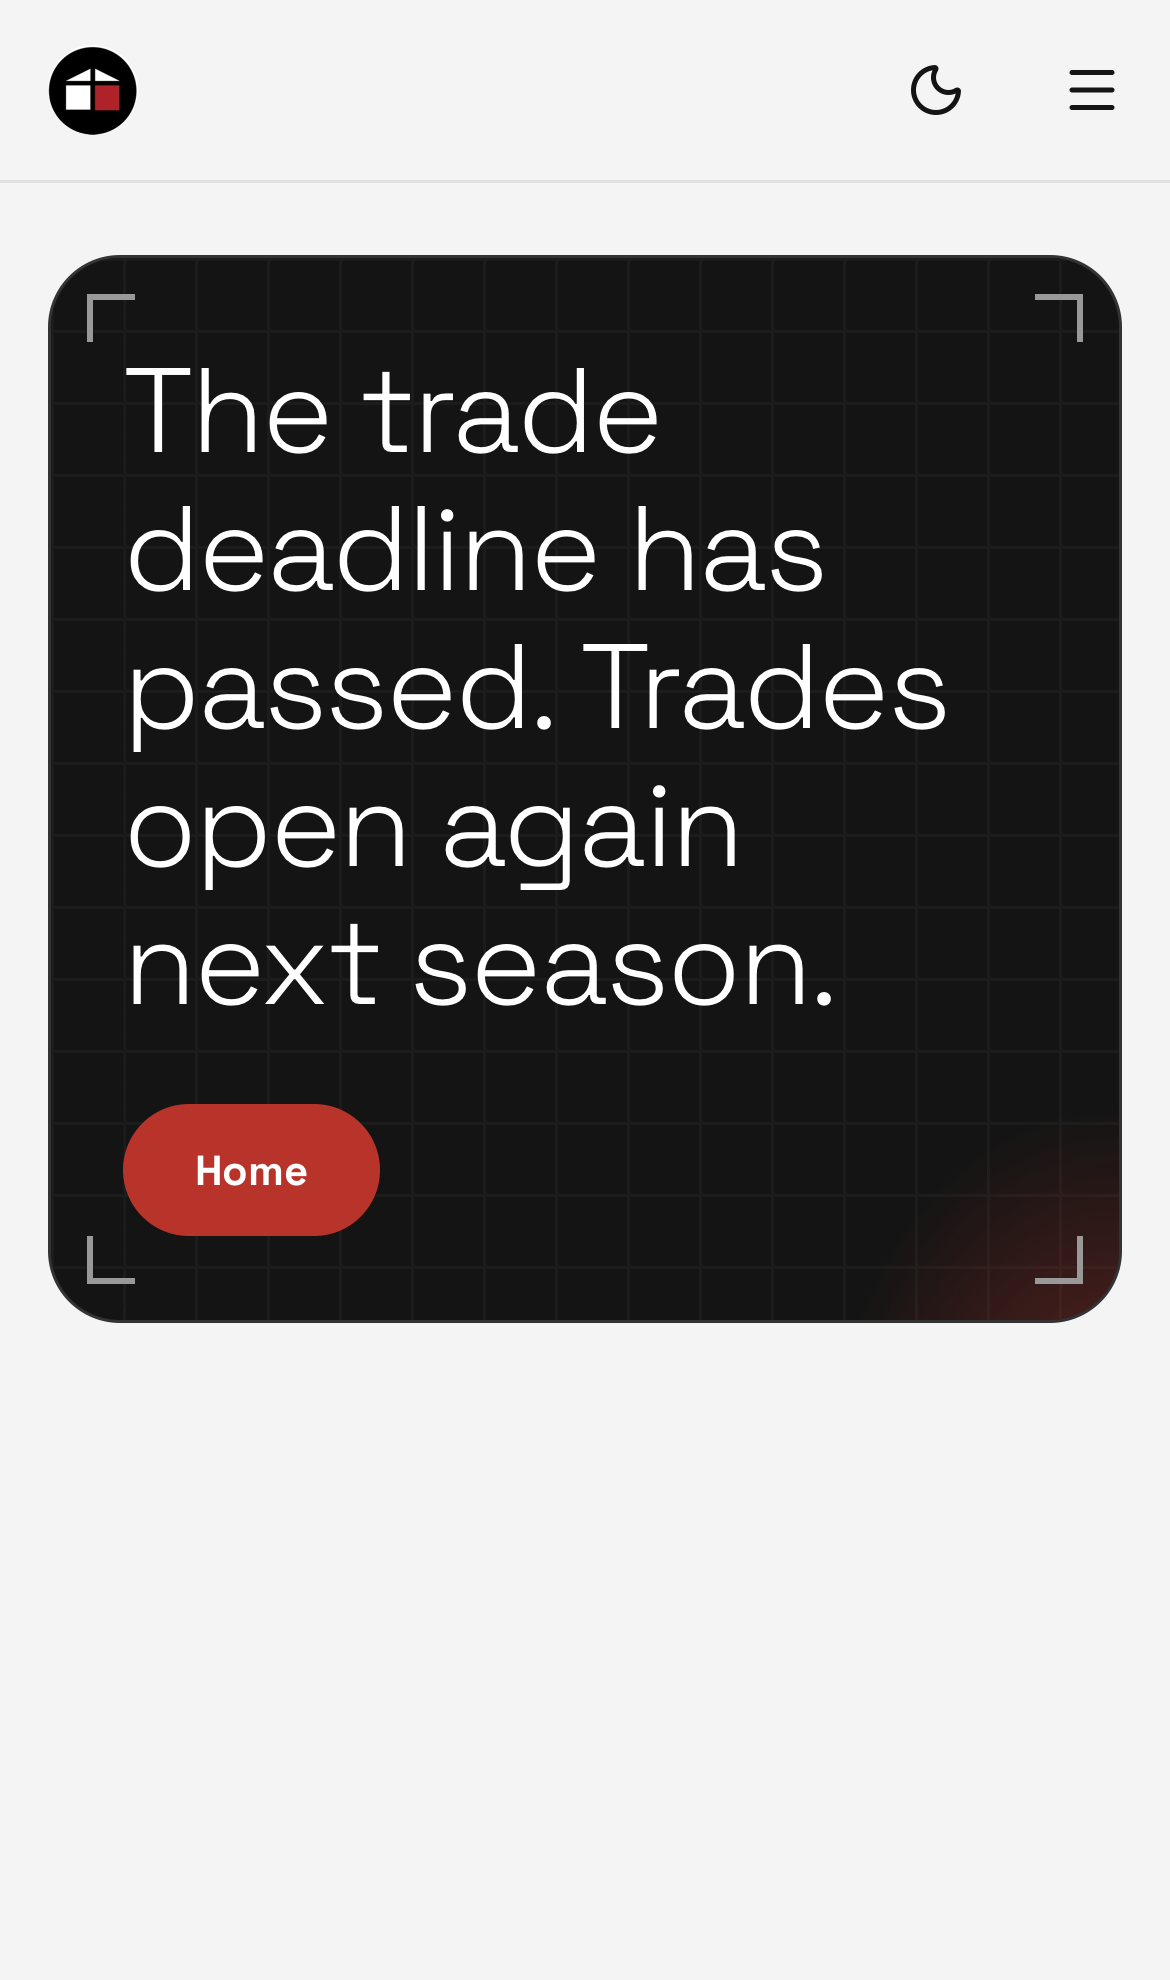 The trade
deadline has
passed. Trades
open again
next season.
Home